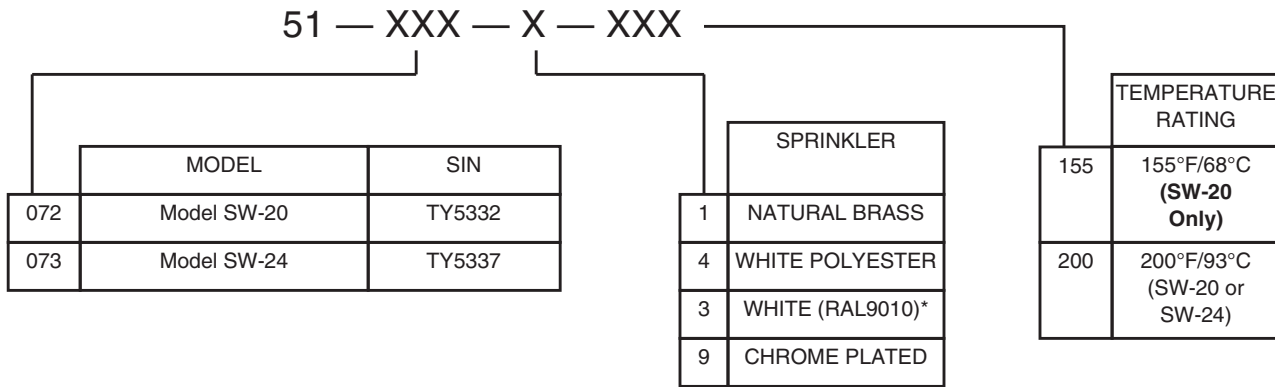 51 — XXX — X — XXX
MODEL SIN
072 Model SW-20 TY5332
073 Model SW-24 TY5337
SPRINKLER
1 NATURAL BRASS
4 WHITE POLYESTER
3 WHITE (RAL9010)*
9 CHROME PLATED
TEMPERATURE
RATING
155 155°F/68°C
(SW-20
Only)
200 200°F/93°C
(SW-20 or
SW-24)